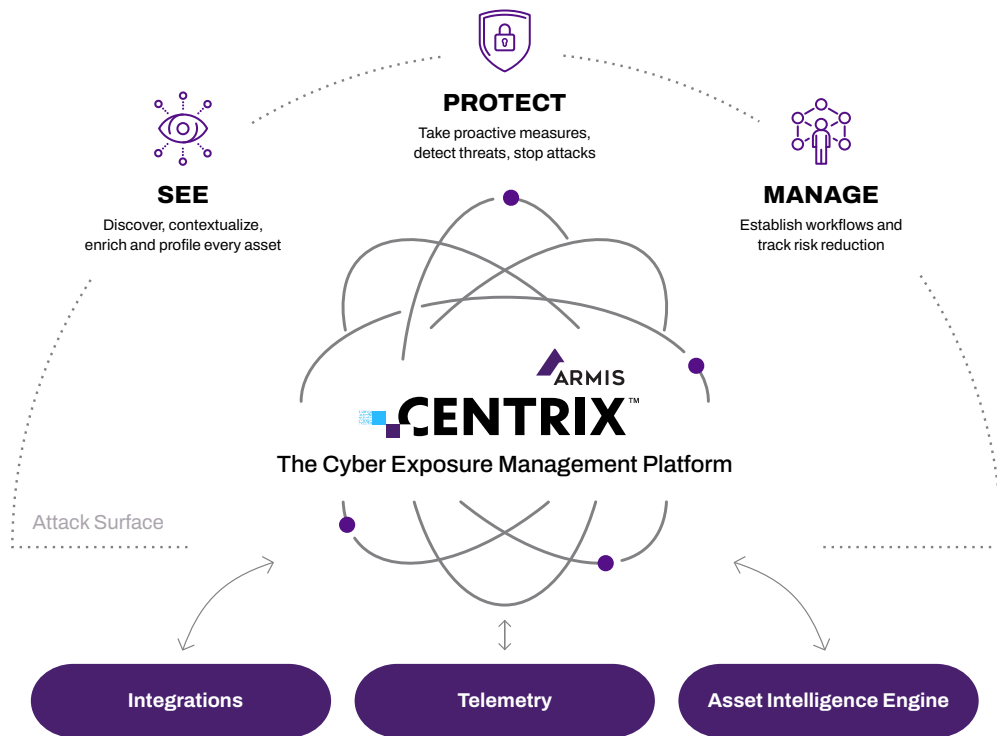 PROTECT
Take proactive measures,
detect threats, stop attacks
SEE
Discover, contextualize,
enrich and profile every asset
MANAGE
Establish workflows and
track risk reduction
ARMIS
CENTRIX™
The Cyber Exposure Management Platform
Attack Surface
Integrations
Telemetry
Asset Intelligence Engine